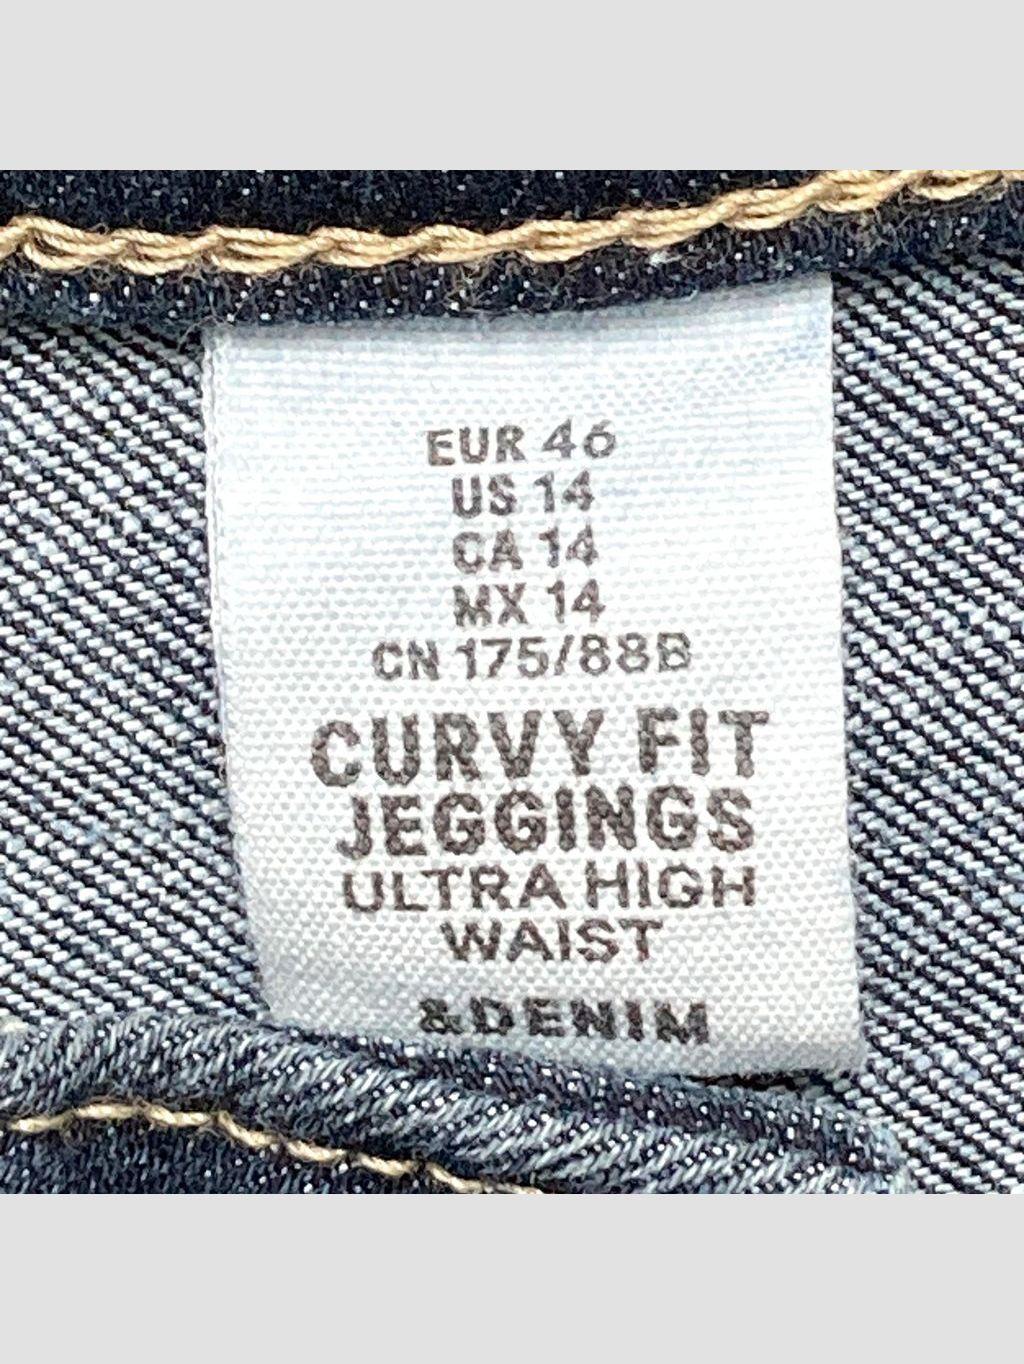 EUR 46
US 14
CA 14
MX 14
CN 175/88B
CURVY FIT
JEGGINGS
ULTRA HIGH
WAIST
&DENIM